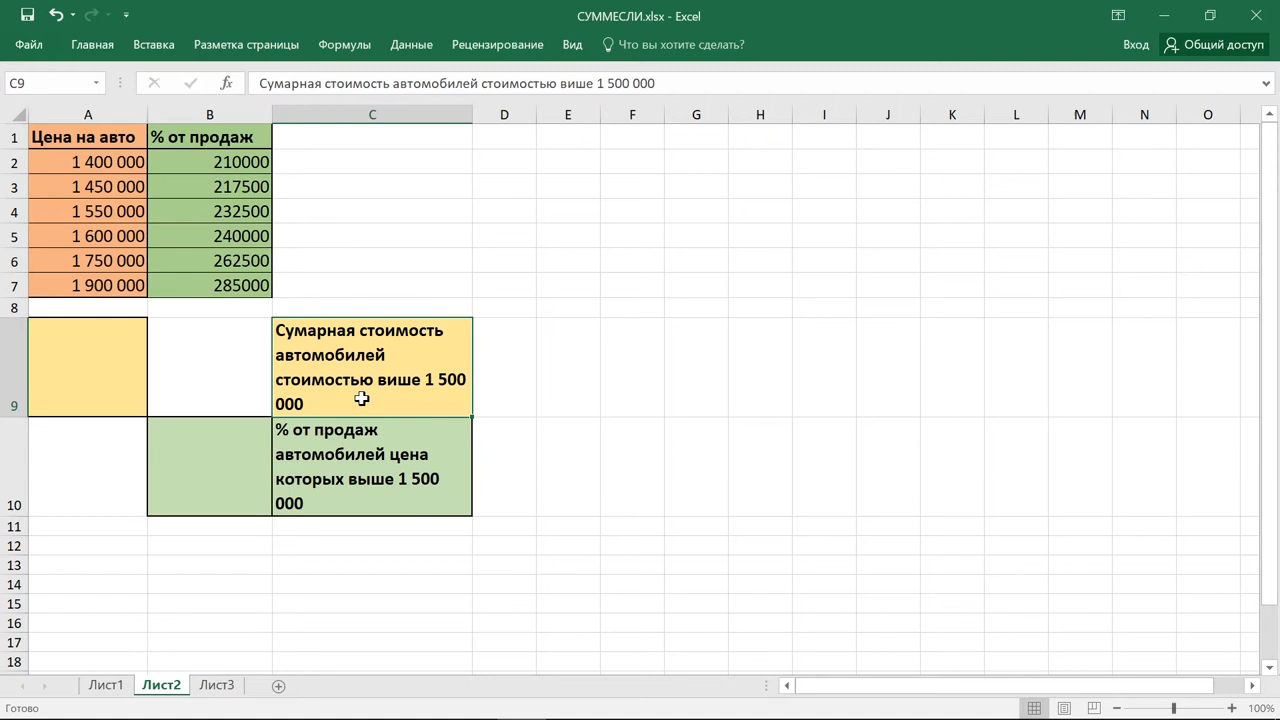 СУММЕСЛИ.xlsx - Excel
Файл Главная Вставка Разметка страницы Формулы Данные Рецензирование Вид Что вы хотите сделать? Вход Общий доступ
C9 fx Сумарная стоимость автомобилей стоимостью више 1 500 000
A B C D E F G H I J K L M N O
1 Цена на авто % от продаж
2 1 400 000 210000
3 1 450 000 217500
4 1 550 000 232500
5 1 600 000 240000
6 1 750 000 262500
7 1 900 000 285000
8
Сумарная стоимость
автомобилей
стоимостью више 1 500
9 000
% от продаж
автомобилей цена
которых выше 1 500
10 000
11
12
13
14
15
16
17
18
Лист1 Лист2 Лист3
Готово 100%